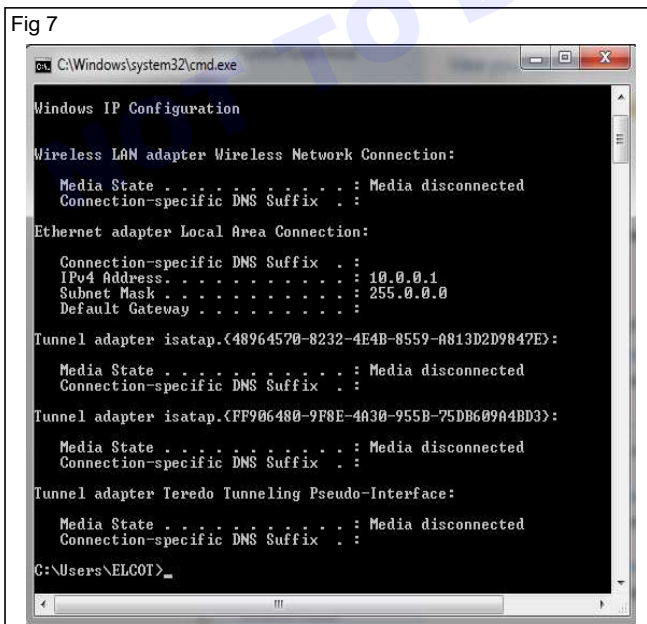 Fig 7
C:\Windows\system32\cmd.exe
Windows IP Configuration
Wireless LAN adapter Wireless Network Connection:
Media State . . . . . . . . . . . : Media disconnected
Connection-specific DNS Suffix  . :
Ethernet adapter Local Area Connection:
Connection-specific DNS Suffix  . :
IPv4 Address. . . . . . . . . . . : 10.0.0.1
Subnet Mask . . . . . . . . . . . : 255.0.0.0
Default Gateway . . . . . . . . . :
Tunnel adapter isatap.{48964570-8232-4E4B-8559-A813D2D9847E}:
Media State . . . . . . . . . . . : Media disconnected
Connection-specific DNS Suffix  . :
Tunnel adapter isatap.{FF906480-9F8E-4A30-955B-75DB609A4BD3}:
Media State . . . . . . . . . . . : Media disconnected
Connection-specific DNS Suffix  . :
Tunnel adapter Teredo Tunneling Pseudo-Interface:
Media State . . . . . . . . . . . : Media disconnected
Connection-specific DNS Suffix  . :
C:\Users\ELCOT>_